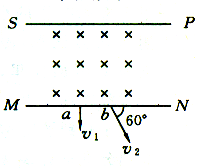 S P
× × × ×
× × × ×
× × × ×
M a b 60° N
v₁ v₂